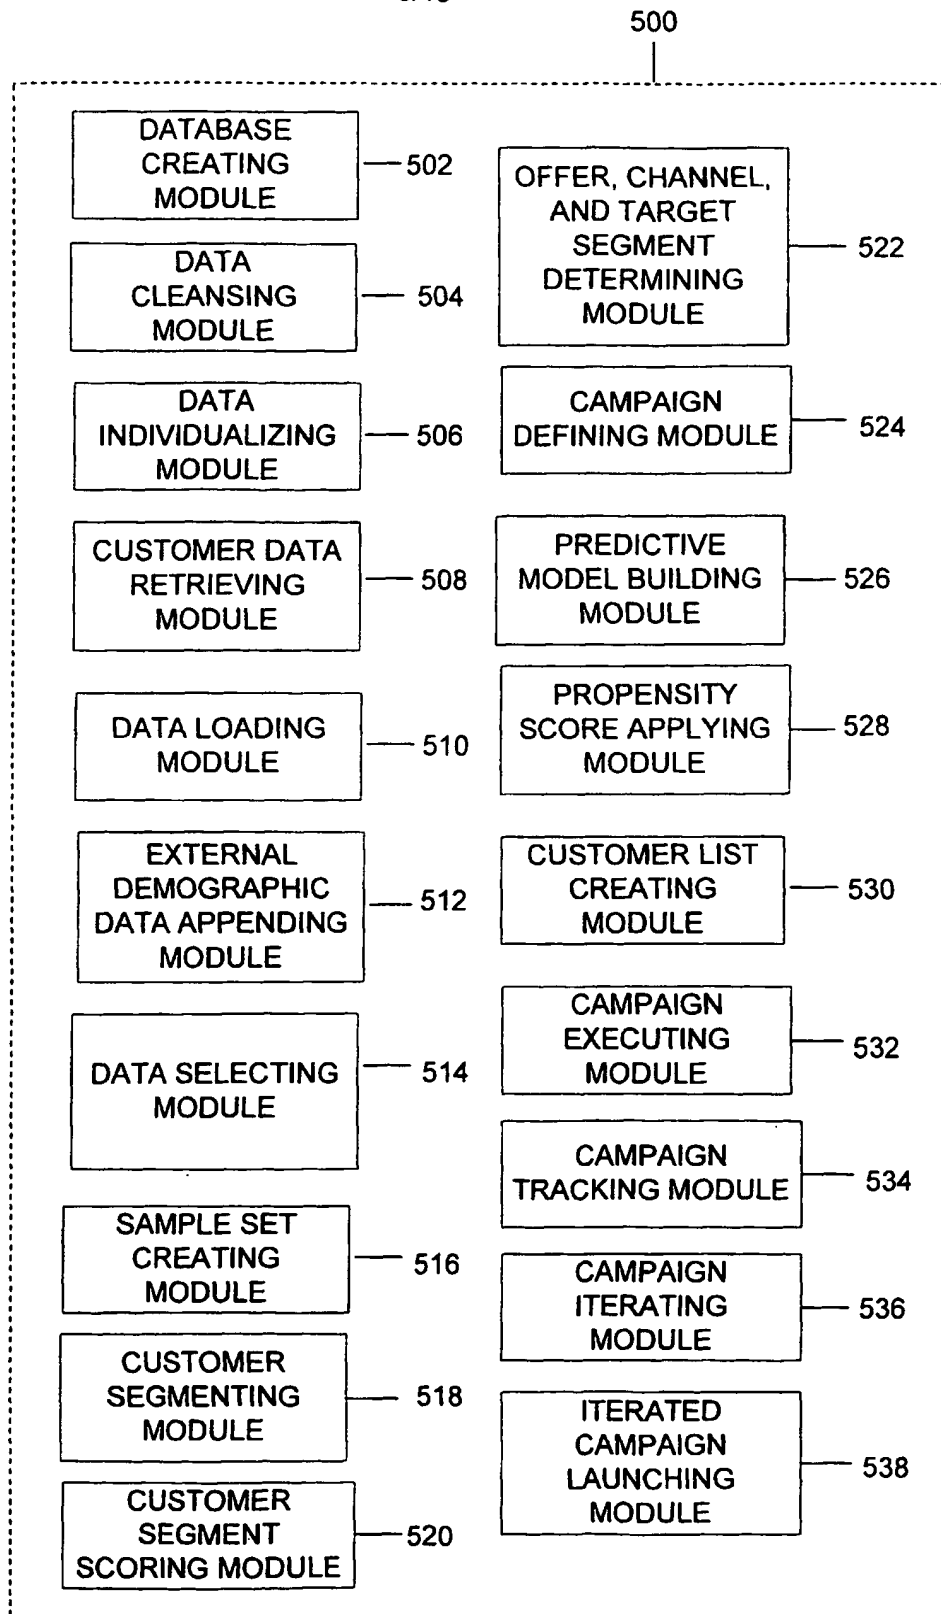 500
DATABASE
CREATING
MODULE
502
DATA
CLEANSING
MODULE
504
DATA
INDIVIDUALIZING
MODULE
506
CUSTOMER DATA
RETRIEVING
MODULE
508
DATA LOADING
MODULE
510
EXTERNAL
DEMOGRAPHIC
DATA APPENDING
MODULE
512
DATA SELECTING
MODULE
514
SAMPLE SET
CREATING
MODULE
516
CUSTOMER
SEGMENTING
MODULE
518
CUSTOMER
SEGMENT
SCORING MODULE
520
OFFER, CHANNEL,
AND TARGET
SEGMENT
DETERMINING
MODULE
522
CAMPAIGN
DEFINING MODULE
524
PREDICTIVE
MODEL BUILDING
MODULE
526
PROPENSITY
SCORE APPLYING
MODULE
528
CUSTOMER LIST
CREATING
MODULE
530
CAMPAIGN
EXECUTING
MODULE
532
CAMPAIGN
TRACKING MODULE
534
CAMPAIGN
ITERATING
MODULE
536
ITERATED
CAMPAIGN
LAUNCHING
MODULE
538